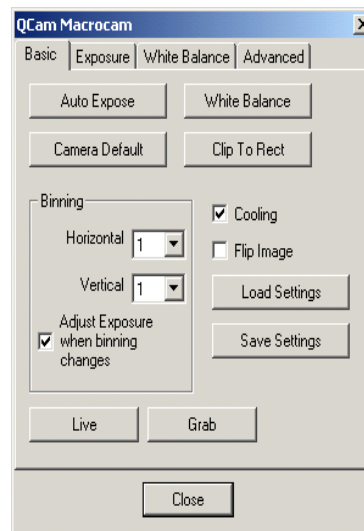 QCam Macrocam
Basic Exposure White Balance Advanced
Auto Expose White Balance
Camera Default Clip To Rect
Binning
Horizontal 1
Vertical 1
Adjust Exposure
when binning
changes
Cooling
Flip Image
Load Settings
Save Settings
Live Grab
Close